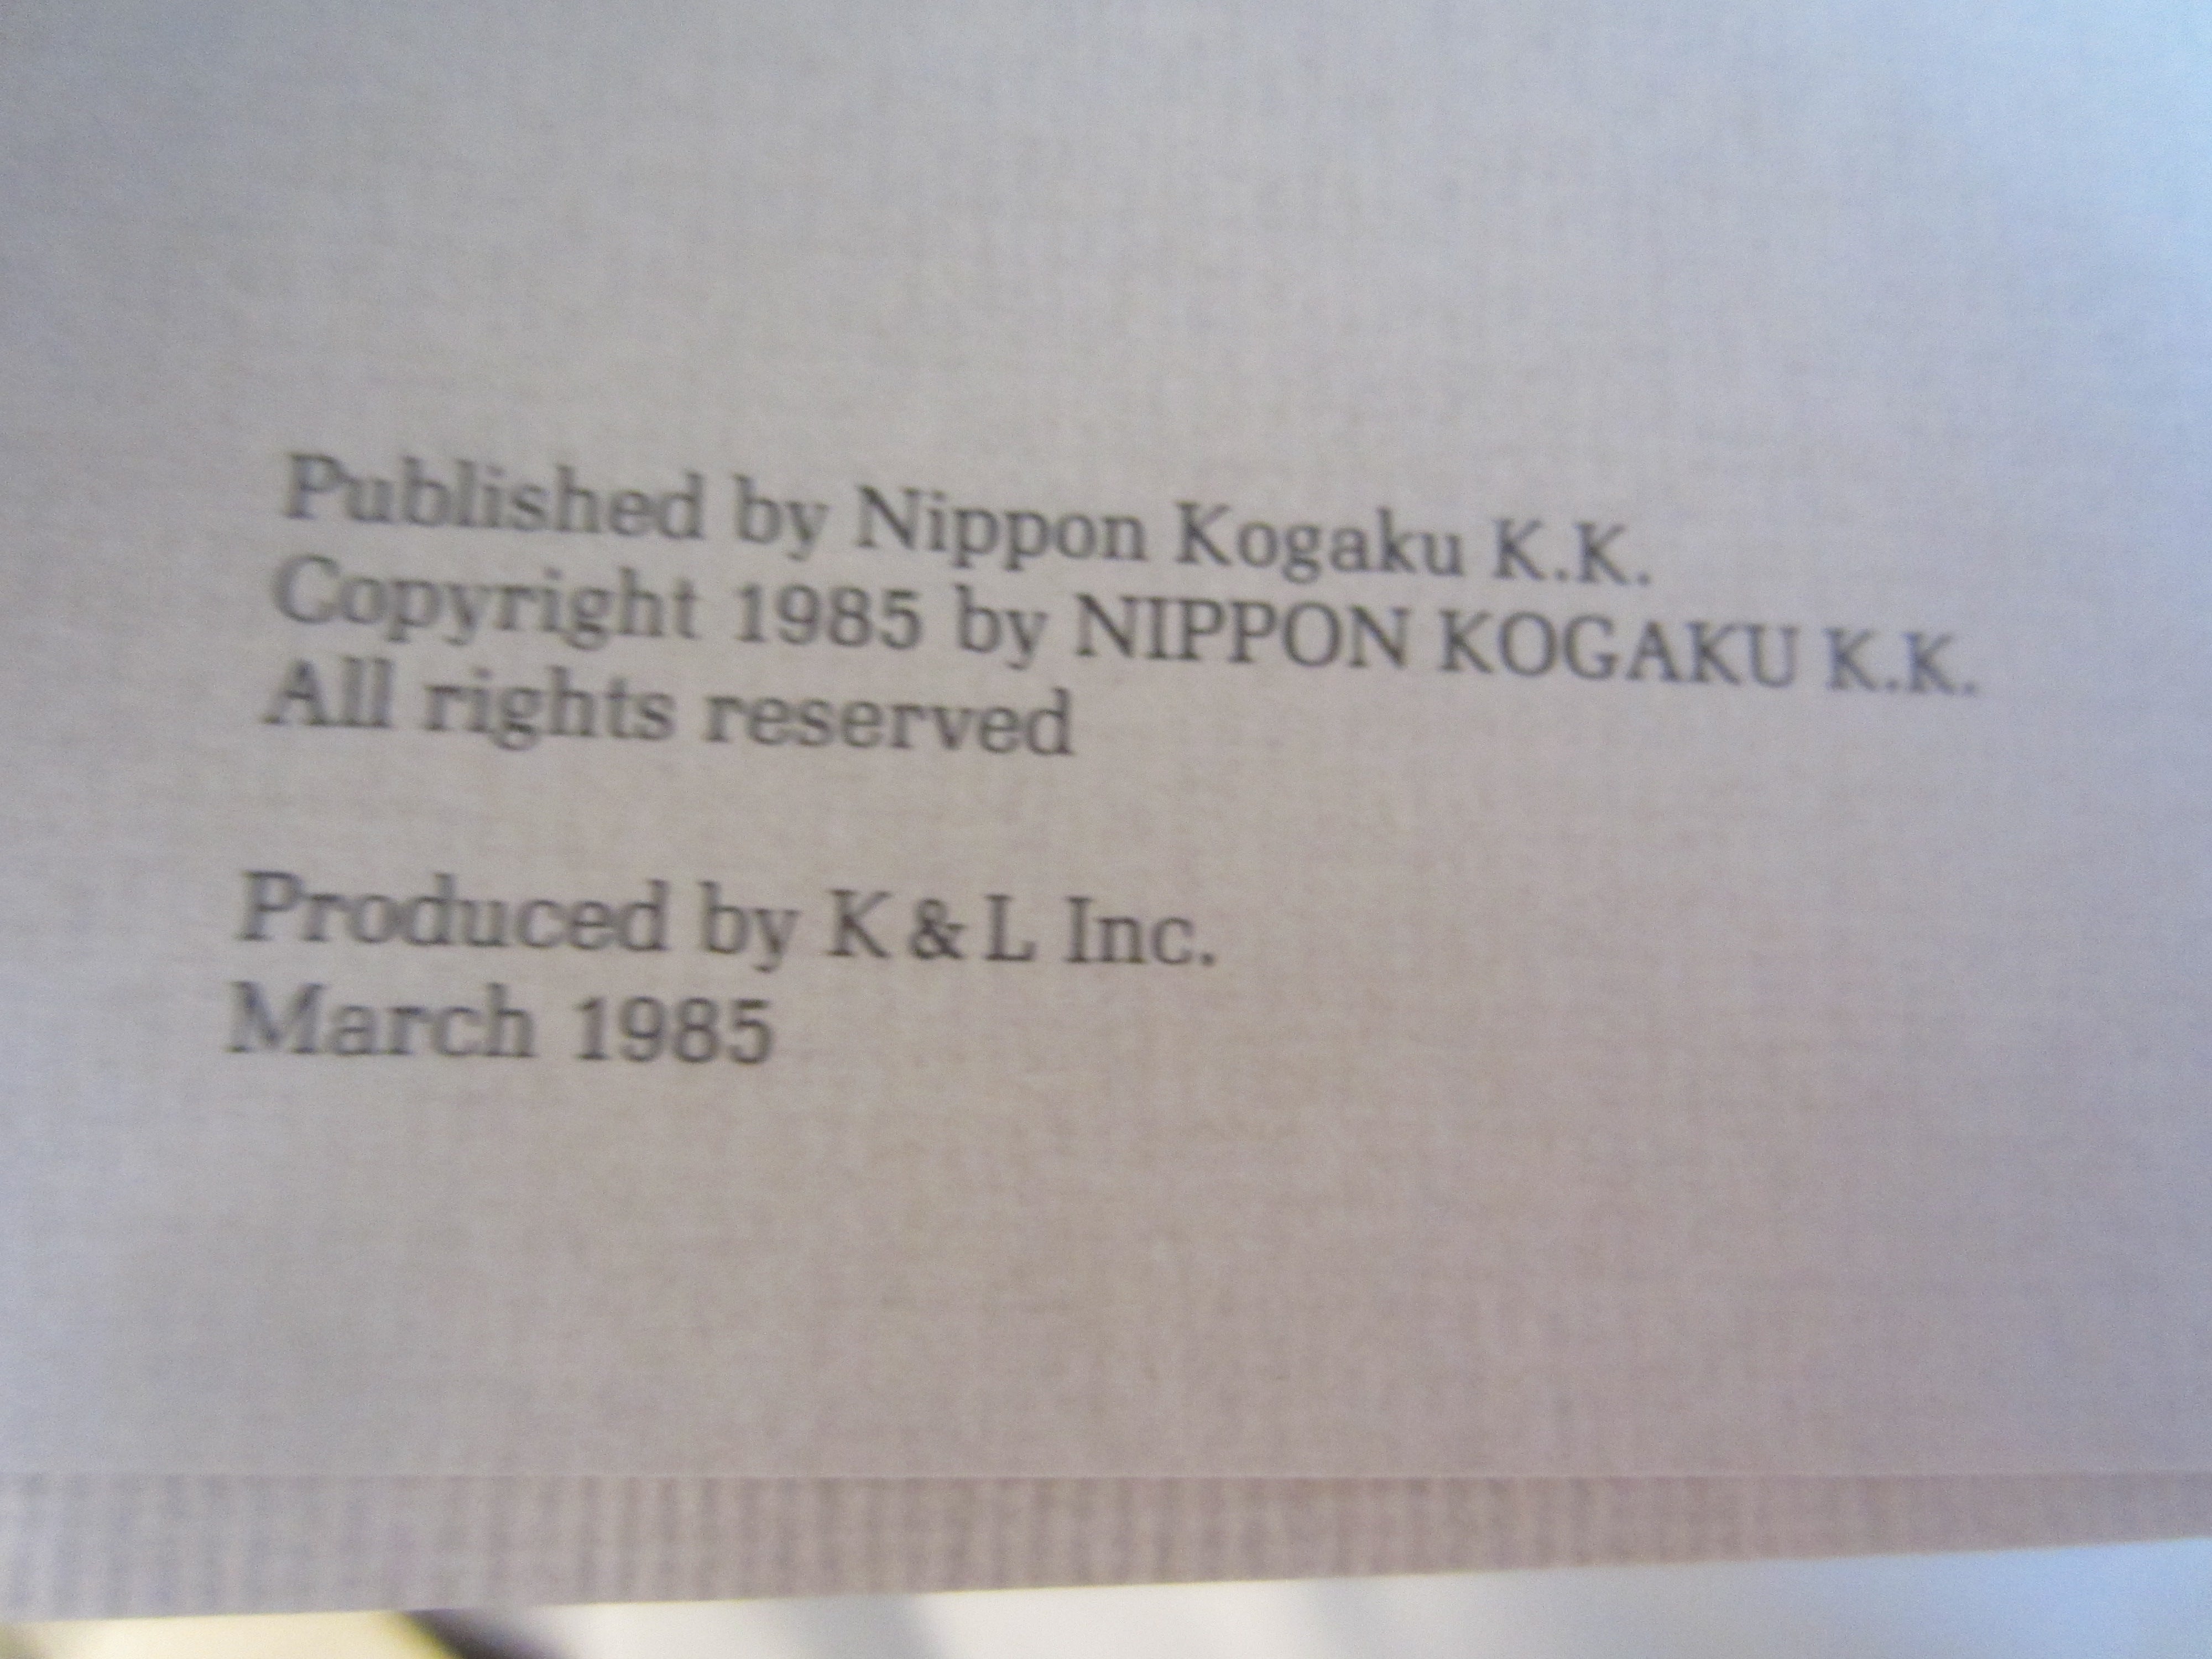 Published by Nippon Kogaku K.K.
Copyright 1985 by NIPPON KOGAKU K.K.
All rights reserved
Produced by K & L Inc.
March 1985